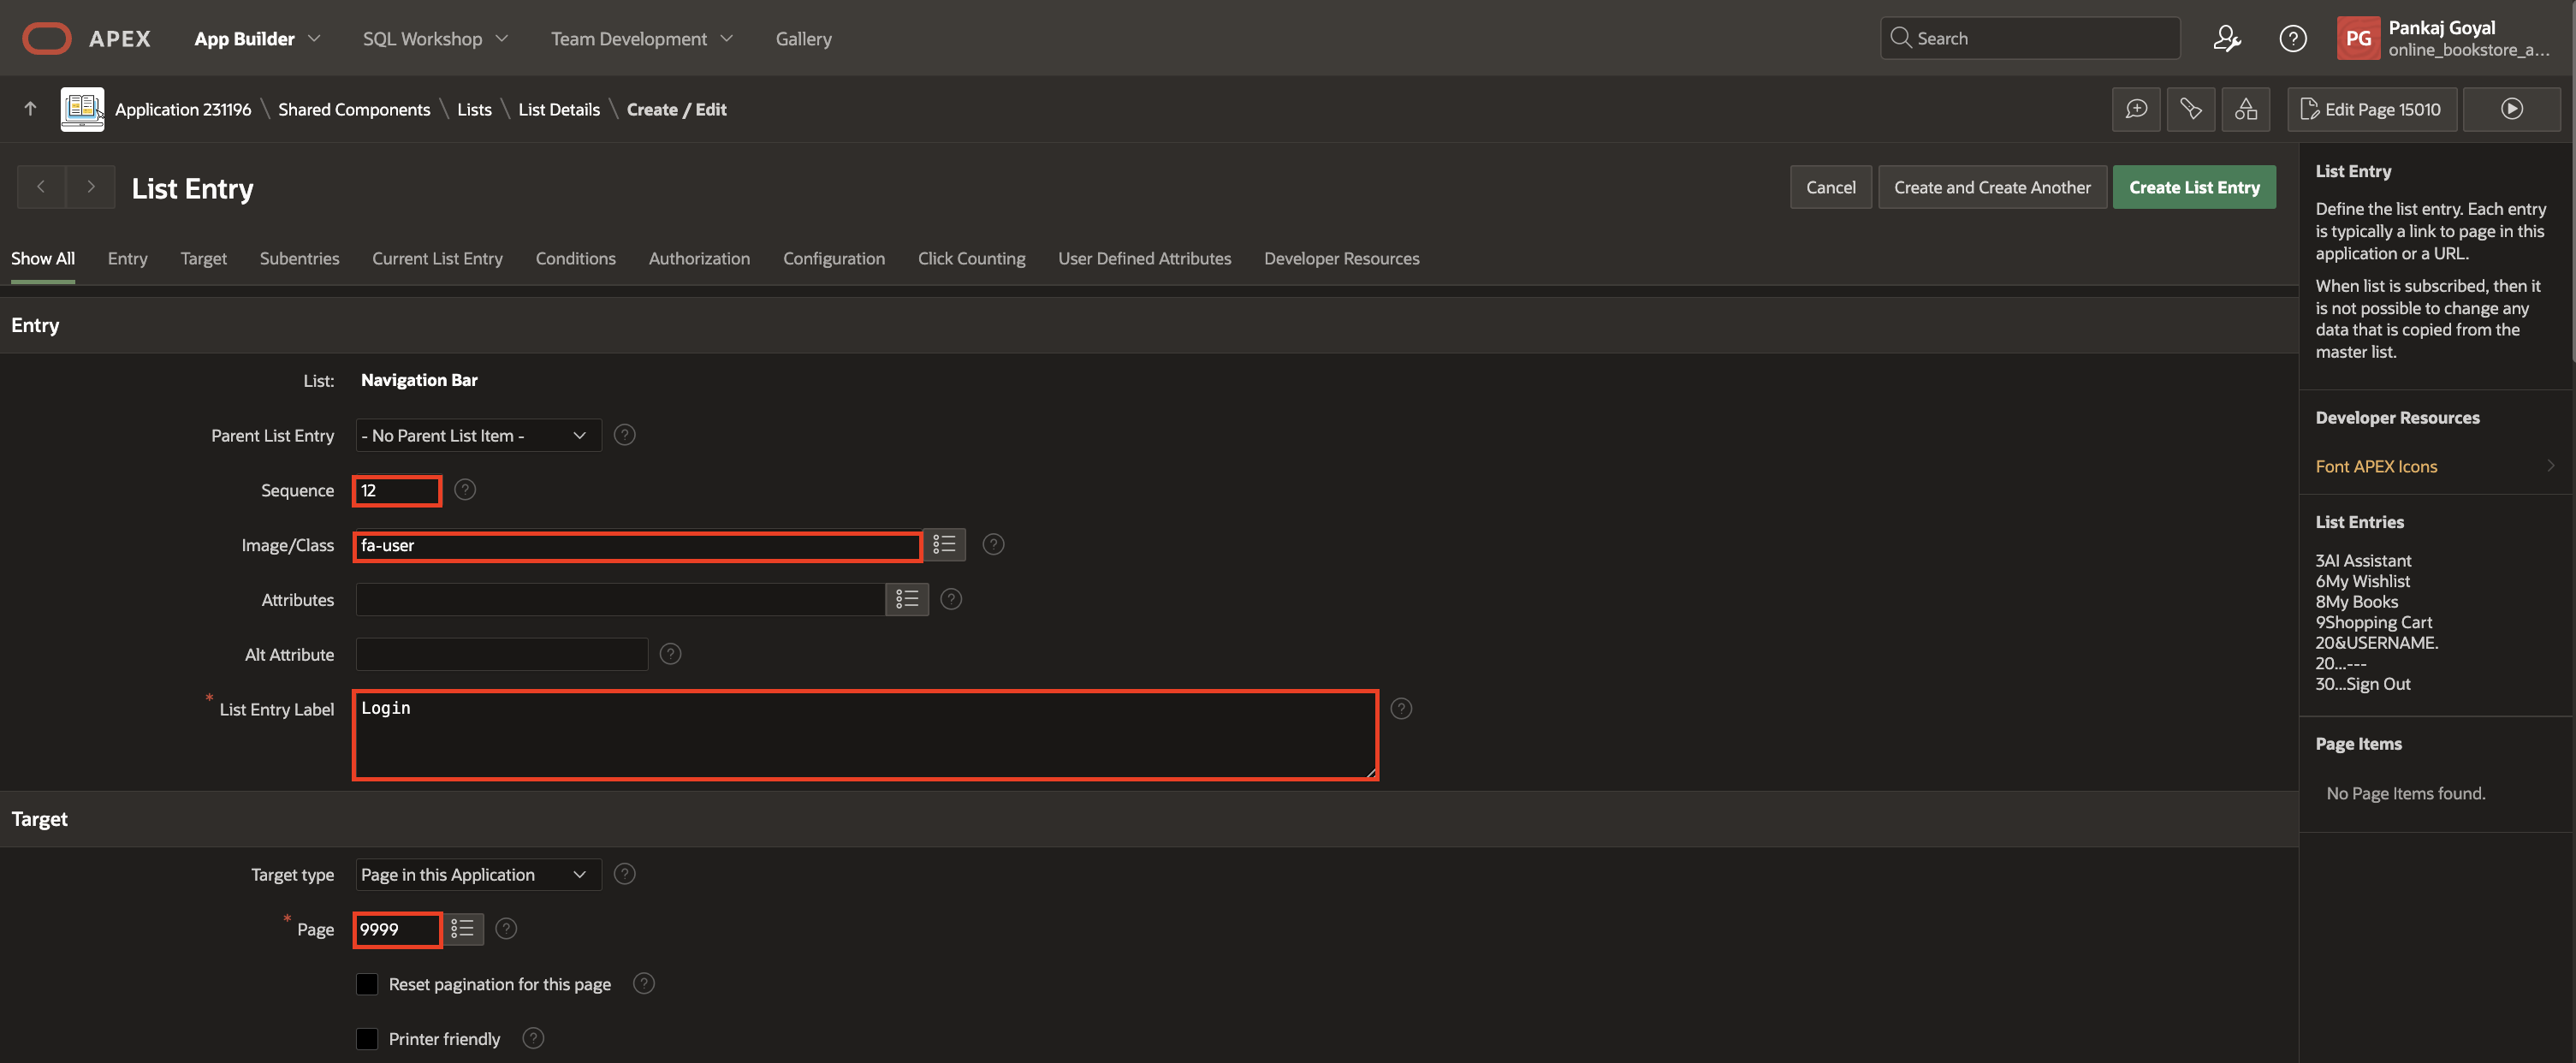 APEX App Builder SQL Workshop Team Development Gallery Search PG Pankaj Goyal
online_bookstore_a...
Application 231196 \ Shared Components \ Lists \ List Details \ Create / Edit Edit Page 15010
List Entry Cancel Create and Create Another Create List Entry
Show All Entry Target Subentries Current List Entry Conditions Authorization Configuration Click Counting User Defined Attributes Developer Resources
Entry
List: Navigation Bar
Parent List Entry - No Parent List Item -
Sequence 12
Image/Class fa-user
Attributes
Alt Attribute
* List Entry Label Login
Target
Target type Page in this Application
* Page 9999
Reset pagination for this page
Printer friendly
List Entry
Define the list entry. Each entry
is typically a link to page in this
application or a URL.
When list is subscribed, then it
is not possible to change any
data that is copied from the
master list.
Developer Resources
Font APEX Icons
List Entries
3AI Assistant
6My Wishlist
8My Books
9Shopping Cart
20&USERNAME.
20...---
30...Sign Out
Page Items
No Page Items found.